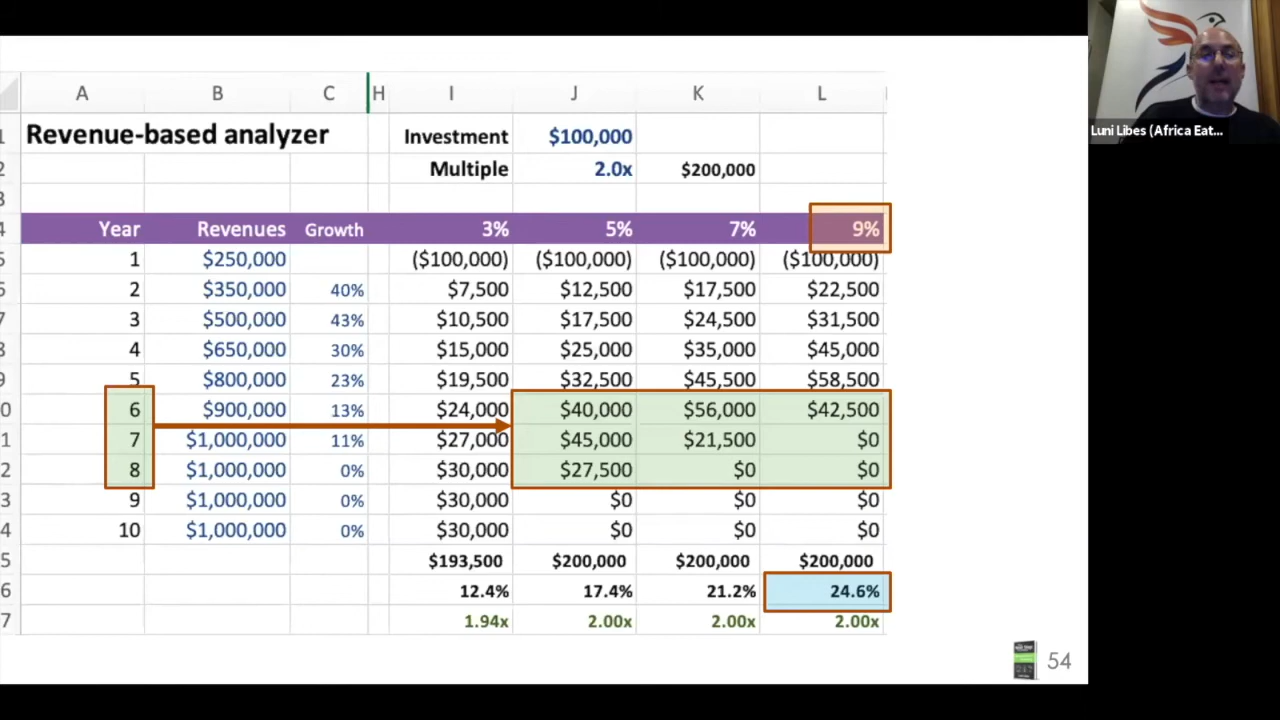 A B C H I J K L
1 Revenue-based analyzer Investment $100,000
2 Multiple 2.0x $200,000
3
4 Year Revenues Growth 3% 5% 7% 9%
5 1 $250,000 ($100,000) ($100,000) ($100,000) ($100,000)
6 2 $350,000 40% $7,500 $12,500 $17,500 $22,500
7 3 $500,000 43% $10,500 $17,500 $24,500 $31,500
8 4 $650,000 30% $15,000 $25,000 $35,000 $45,000
9 5 $800,000 23% $19,500 $32,500 $45,500 $58,500
0 6 $900,000 13% $24,000 $40,000 $56,000 $42,500
1 7 $1,000,000 11% $27,000 $45,000 $21,500 $0
2 8 $1,000,000 0% $30,000 $27,500 $0 $0
3 9 $1,000,000 0% $30,000 $0 $0 $0
4 10 $1,000,000 0% $30,000 $0 $0 $0
5 $193,500 $200,000 $200,000 $200,000
6 12.4% 17.4% 21.2% 24.6%
7 1.94x 2.00x 2.00x 2.00x
54
Luni Libes (Africa Eat...